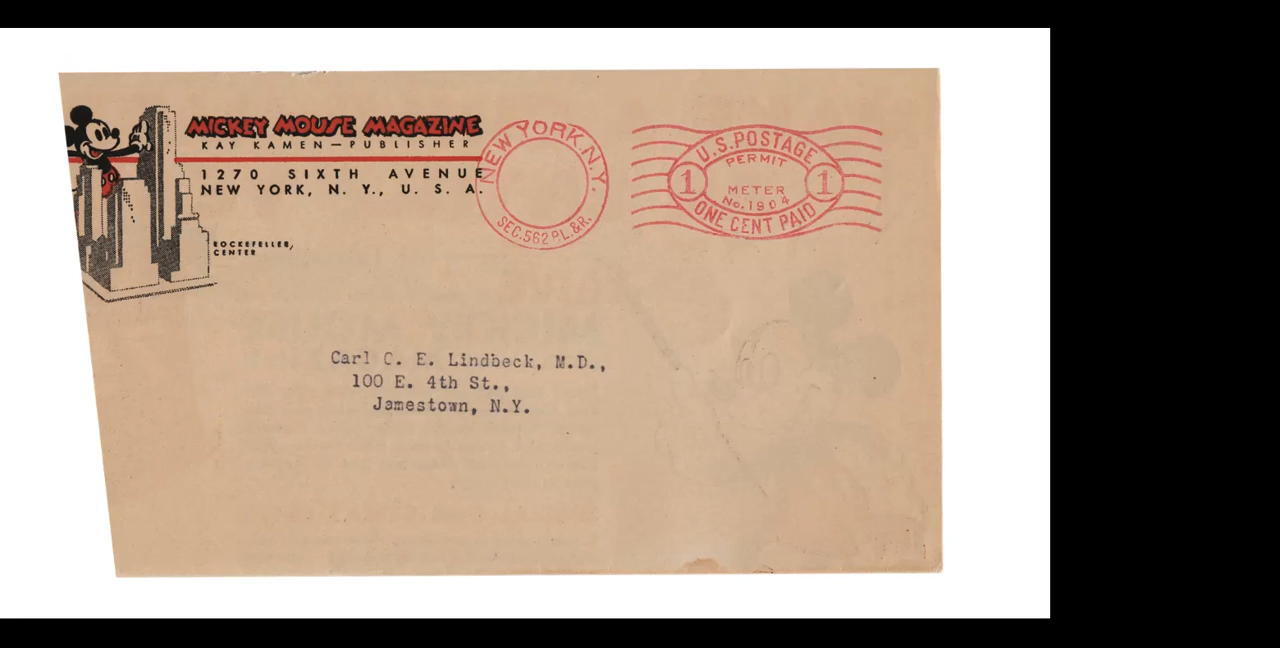 MICKEY MOUSE MAGAZINE
KAY KAMEN—PUBLISHER
1270 SIXTH AVENUE
NEW YORK, N. Y., U. S. A.
ROCKEFELLER,
CENTER
NEW YORK, N.Y.
SEC.562 P.L.&R.
U.S. POSTAGE
PERMIT
1 1
METER
No. 1904
ONE CENT PAID
Carl C. E. Lindbeck, M.D.,
100 E. 4th St.,
Jamestown, N.Y.